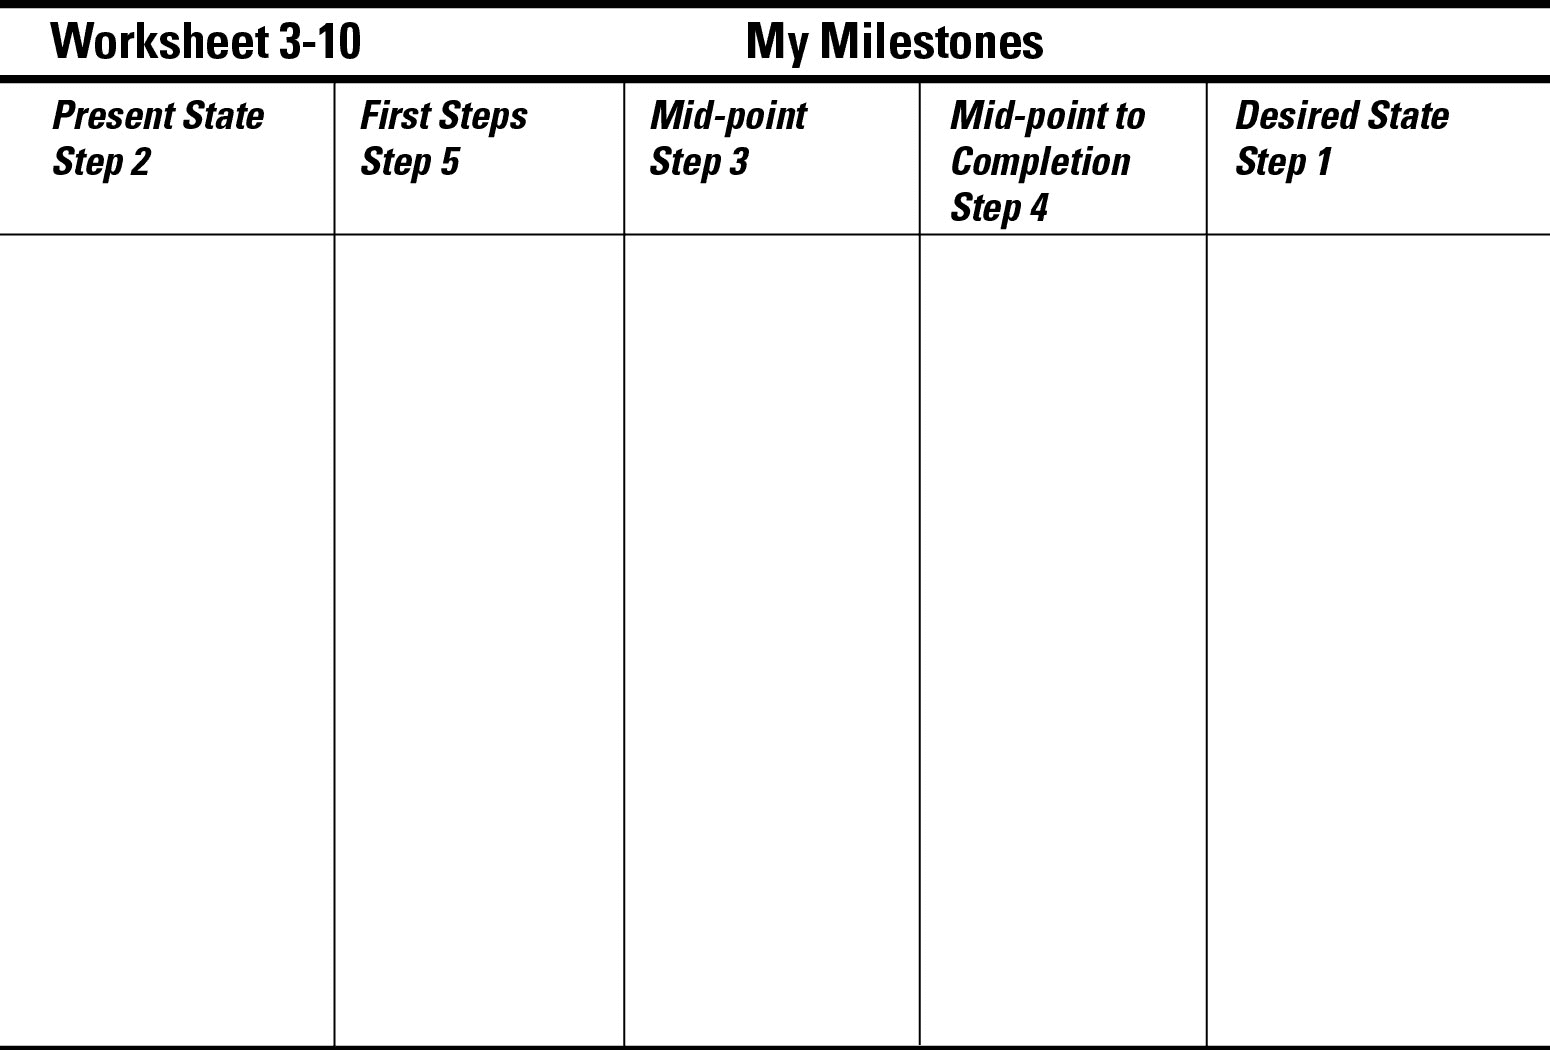 Worksheet 3-10 My Milestones
Present State
Step 2
First Steps
Step 5
Mid-point
Step 3
Mid-point to
Completion
Step 4
Desired State
Step 1